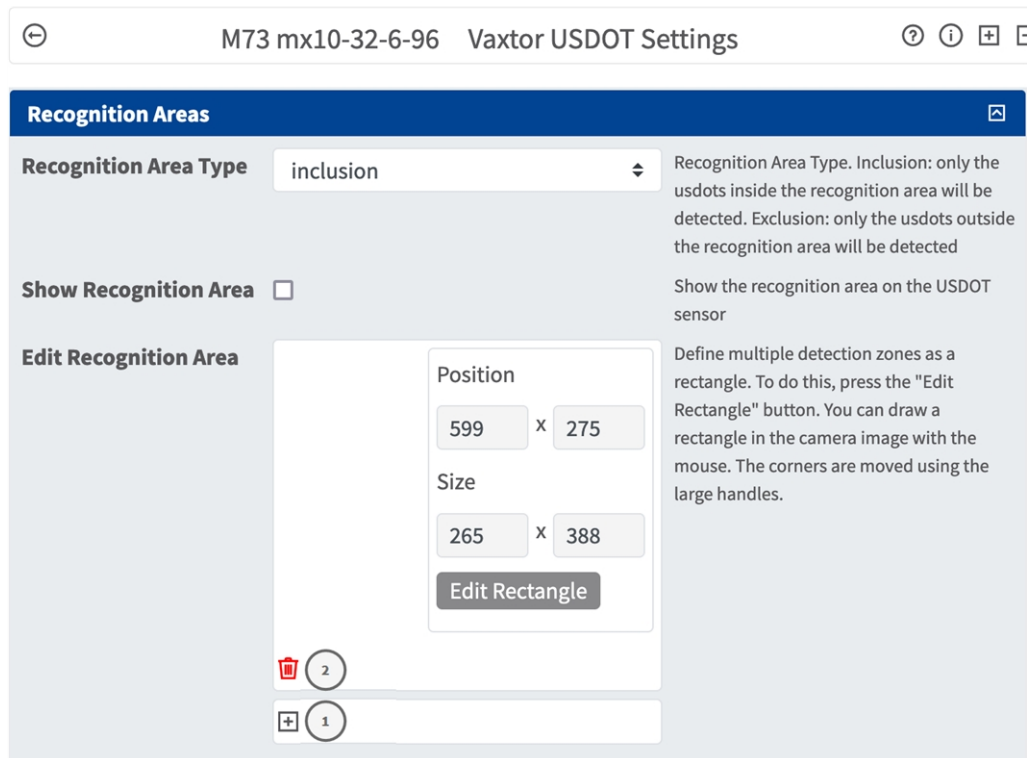 M73 mx10-32-6-96 Vaxtor USDOT Settings
Recognition Areas
Recognition Area Type
inclusion
Recognition Area Type. Inclusion: only the
usdots inside the recognition area will be
detected. Exclusion: only the usdots outside
the recognition area will be detected
Show Recognition Area
Show the recognition area on the USDOT
sensor
Edit Recognition Area
Position
599 x 275
Size
265 x 388
Edit Rectangle
Define multiple detection zones as a
rectangle. To do this, press the "Edit
Rectangle" button. You can draw a
rectangle in the camera image with the
mouse. The corners are moved using the
large handles.
2
1